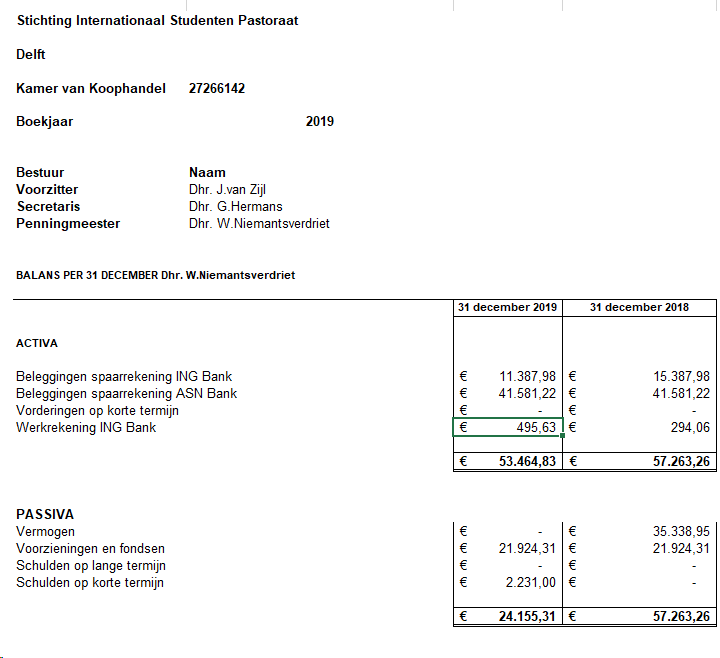 Stichting Internationaal Studenten Pastoraat
Delft
Kamer van Koophandel 27266142
Boekjaar 2019
Bestuur Naam
Voorzitter Dhr. J.van Zijl
Secretaris Dhr. G.Hermans
Penningmeester Dhr. W.Niemantsverdriet
BALANS PER 31 DECEMBER Dhr. W.Niemantsverdriet
31 december 2019 31 december 2018
ACTIVA
Beleggingen spaarrekening ING Bank € 11.387,98 € 15.387,98
Beleggingen spaarrekening ASN Bank € 41.581,22 € 41.581,22
Vorderingen op korte termijn € - € -
Werkrekening ING Bank € 495,63 € 294,06
€ 53.464,83 € 57.263,26
PASSIVA
Vermogen € - € 35.338,95
Voorzieningen en fondsen € 21.924,31 € 21.924,31
Schulden op lange termijn € - € -
Schulden op korte termijn € 2.231,00 € -
€ 24.155,31 € 57.263,26